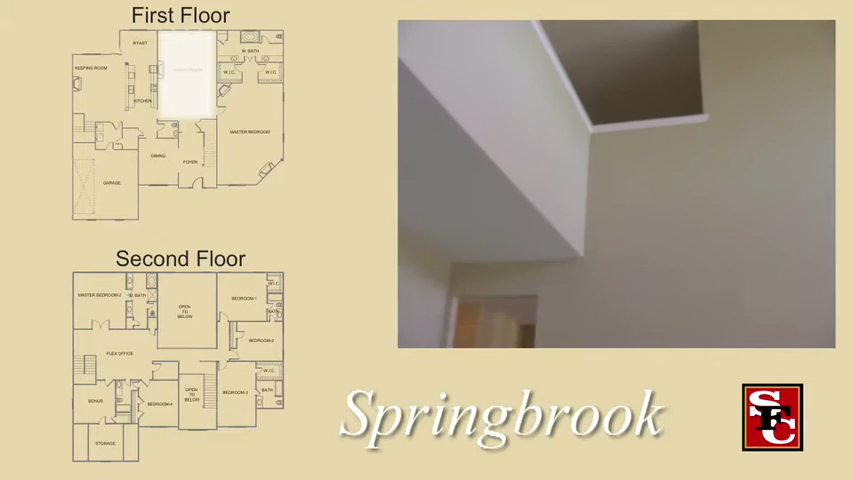 First Floor
B'FAST
M. BATH
KEEPING ROOM
W.I.C.
W.I.C.
KITCHEN
MASTER BEDROOM
DINING
FOYER
GARAGE
Second Floor
MASTER BEDROOM-2
M. BATH
OPEN
TO
BELOW
BEDROOM-1
W.I.C.
BATH
BEDROOM-2
FLEX OFFICE
W.I.C.
BONUS
BEDROOM-4
OPEN
TO
BELOW
BEDROOM-3
BATH
STORAGE
Springbrook
SFC